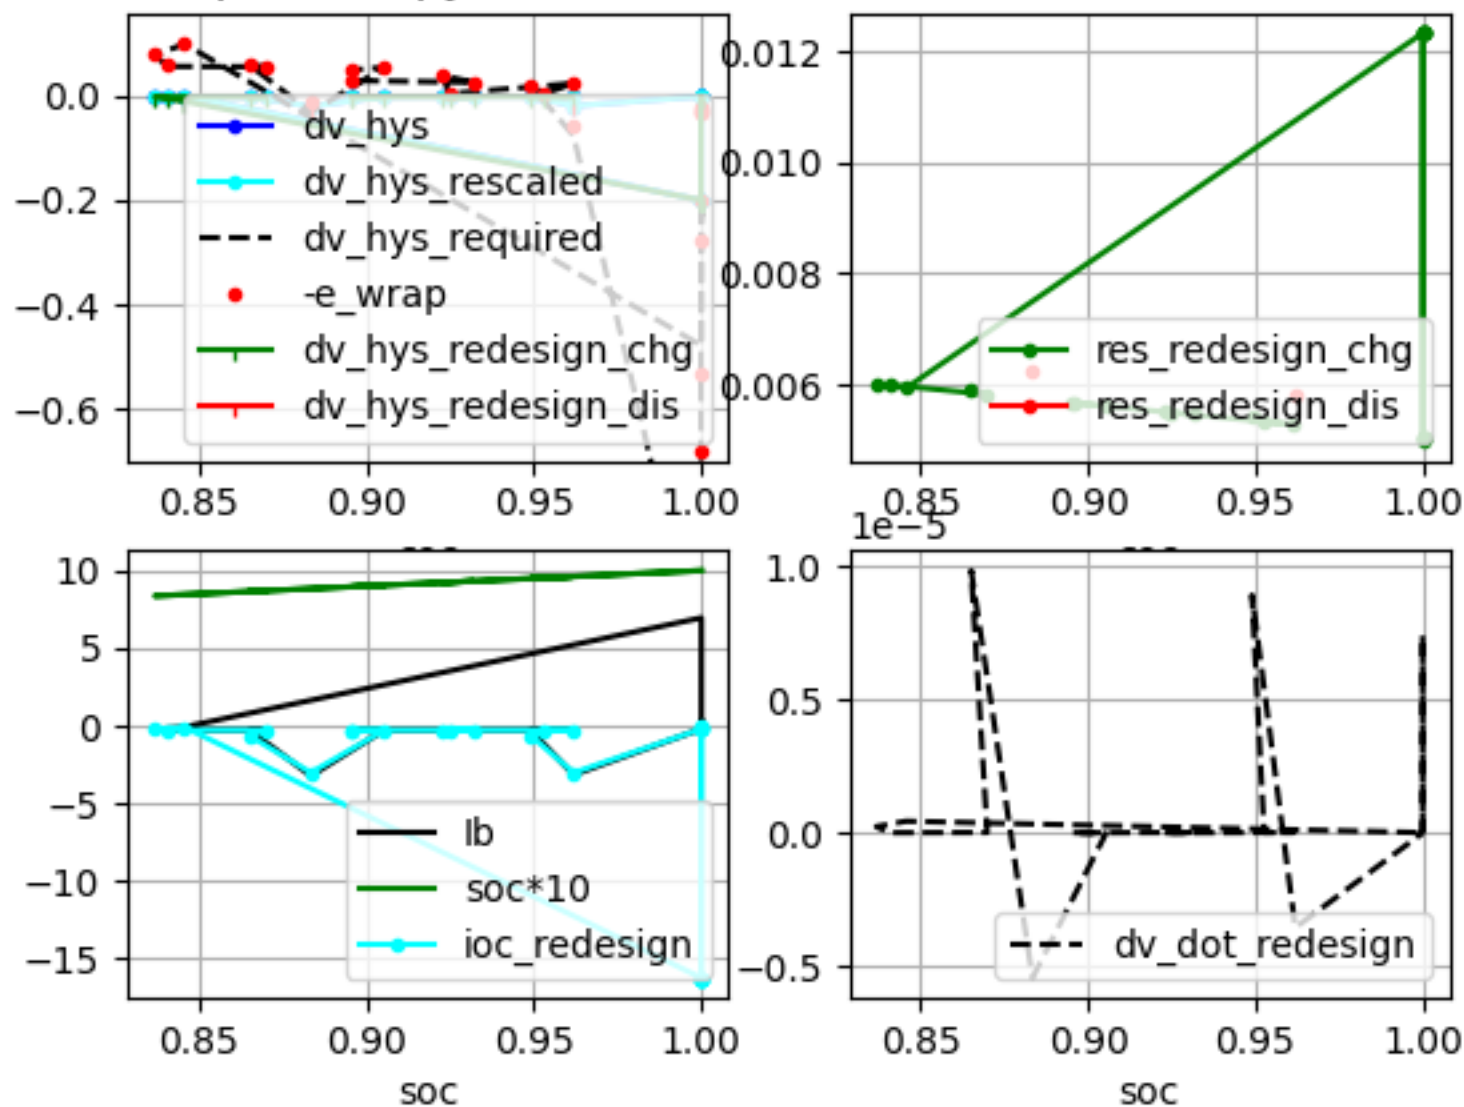 0.0
−0.2
−0.4
−0.6
0.85
0.90
0.95
1.00
dv_hys
dv_hys_rescaled
dv_hys_required
-e_wrap
dv_hys_redesign_chg
dv_hys_redesign_dis
0.012
0.010
0.008
0.006
0.85
0.90
0.95
1.00
res_redesign_chg
res_redesign_dis
10
5
0
−5
−10
−15
0.85
0.90
0.95
1.00
soc
Ib
soc*10
ioc_redesign
1e−5
1.0
0.5
0.0
−0.5
0.85
0.90
0.95
1.00
soc
dv_dot_redesign